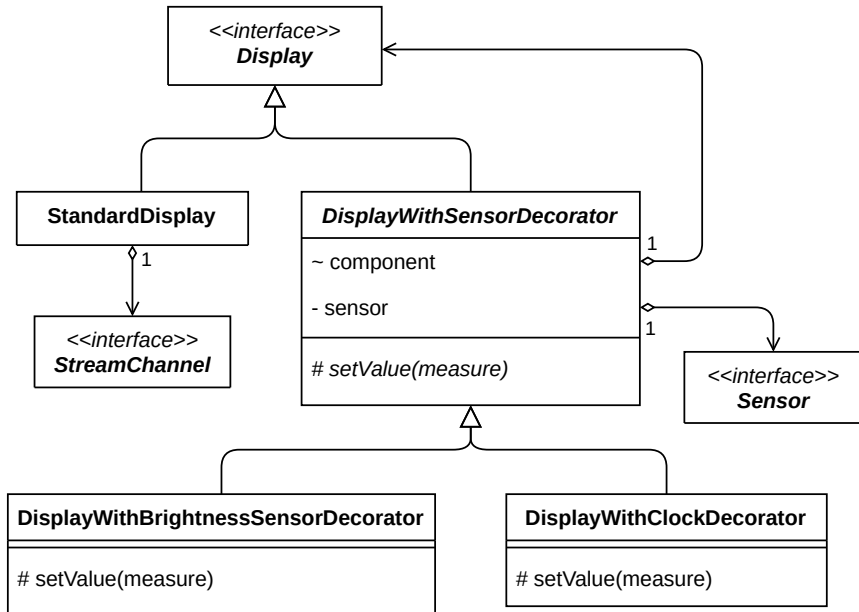 <<interface>>
Display
StandardDisplay
1
<<interface>>
StreamChannel
DisplayWithSensorDecorator
~ component
1
- sensor
1
# setValue(measure)
<<interface>>
Sensor
DisplayWithBrightnessSensorDecorator
# setValue(measure)
DisplayWithClockDecorator
# setValue(measure)